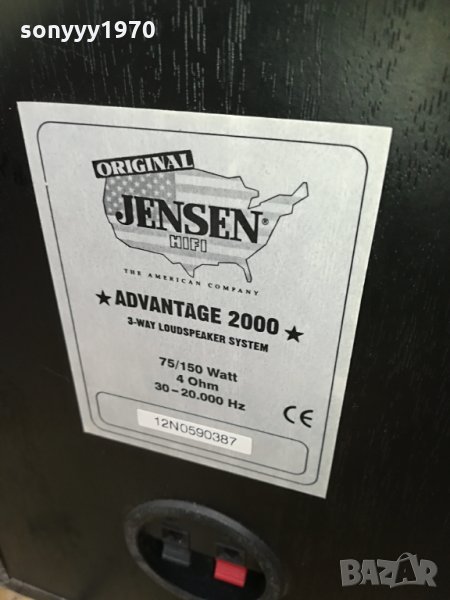 sonyyy1970
ORIGINAL
JENSEN®
HIFI
THE AMERICAN COMPANY
★ ADVANTAGE 2000 ★
3-WAY LOUDSPEAKER SYSTEM
75/150 Watt
4 Ohm
30–20.000 Hz
CE
12N0590387
BAZAR